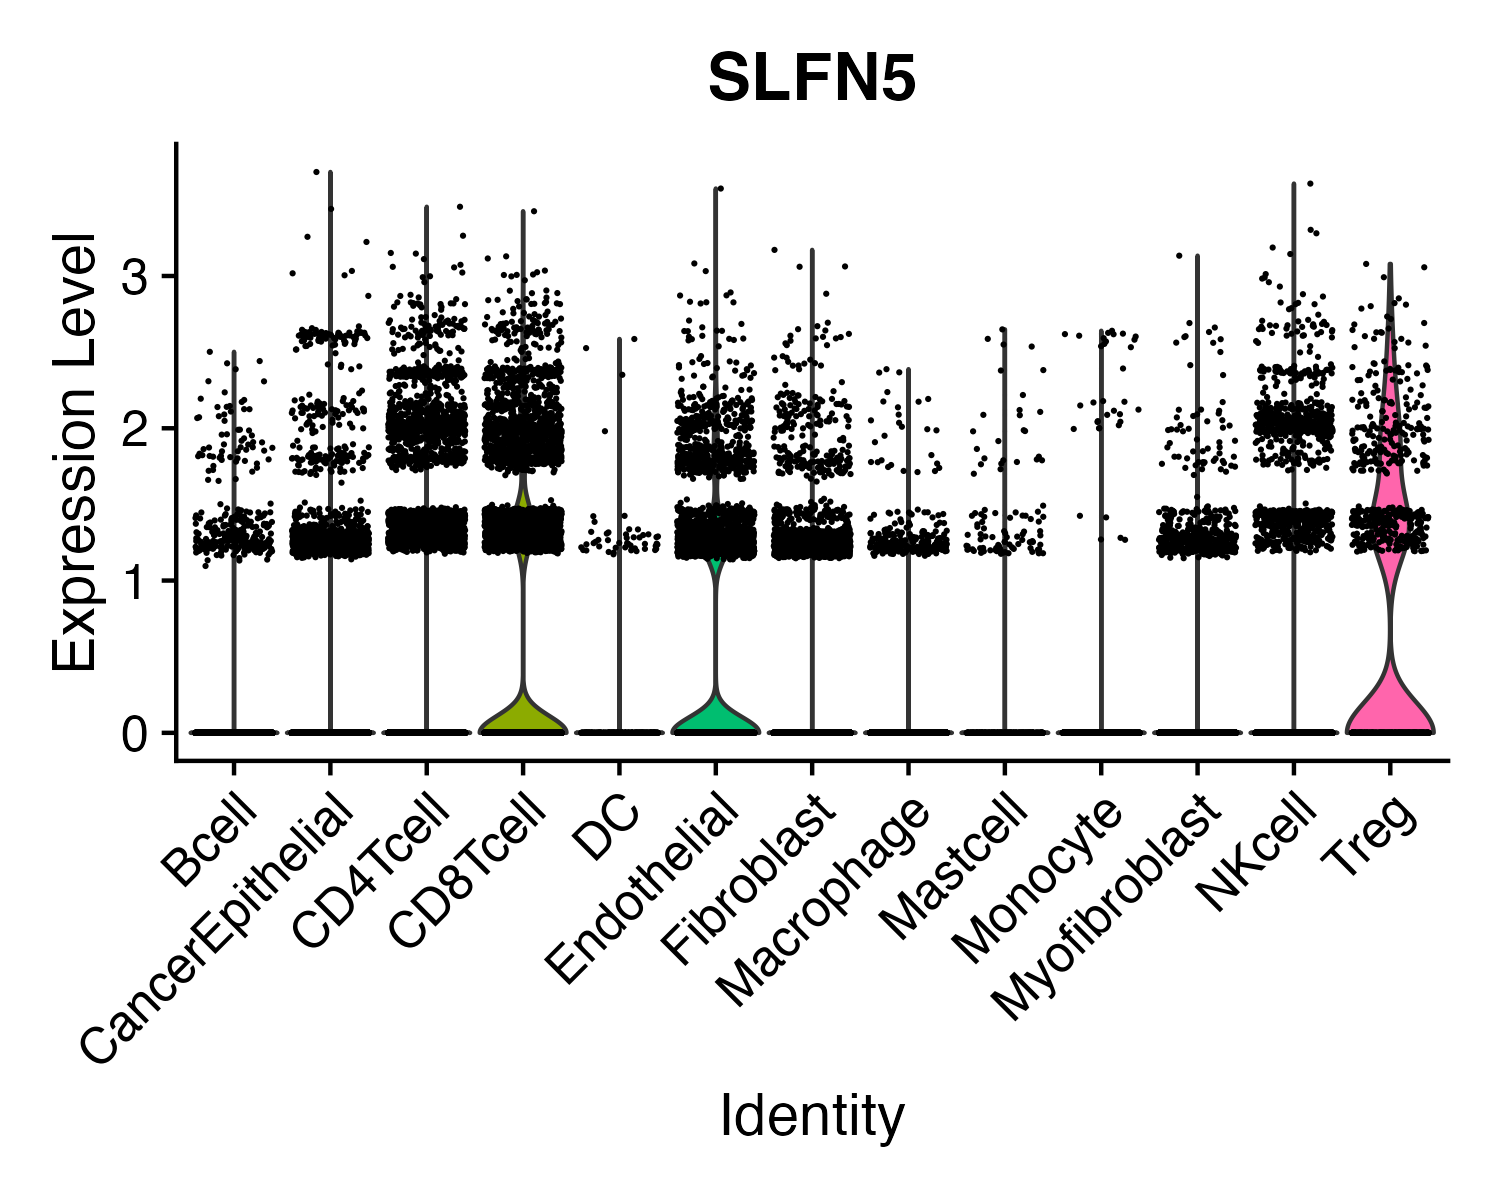 SLFN5
Expression Level
3
2
1
0
Bcell
CancerEpithelial
CD4Tcell
CD8Tcell
DC
Endothelial
Fibroblast
Macrophage
Mastcell
Monocyte
Myofibroblast
NKcell
Treg
Identity